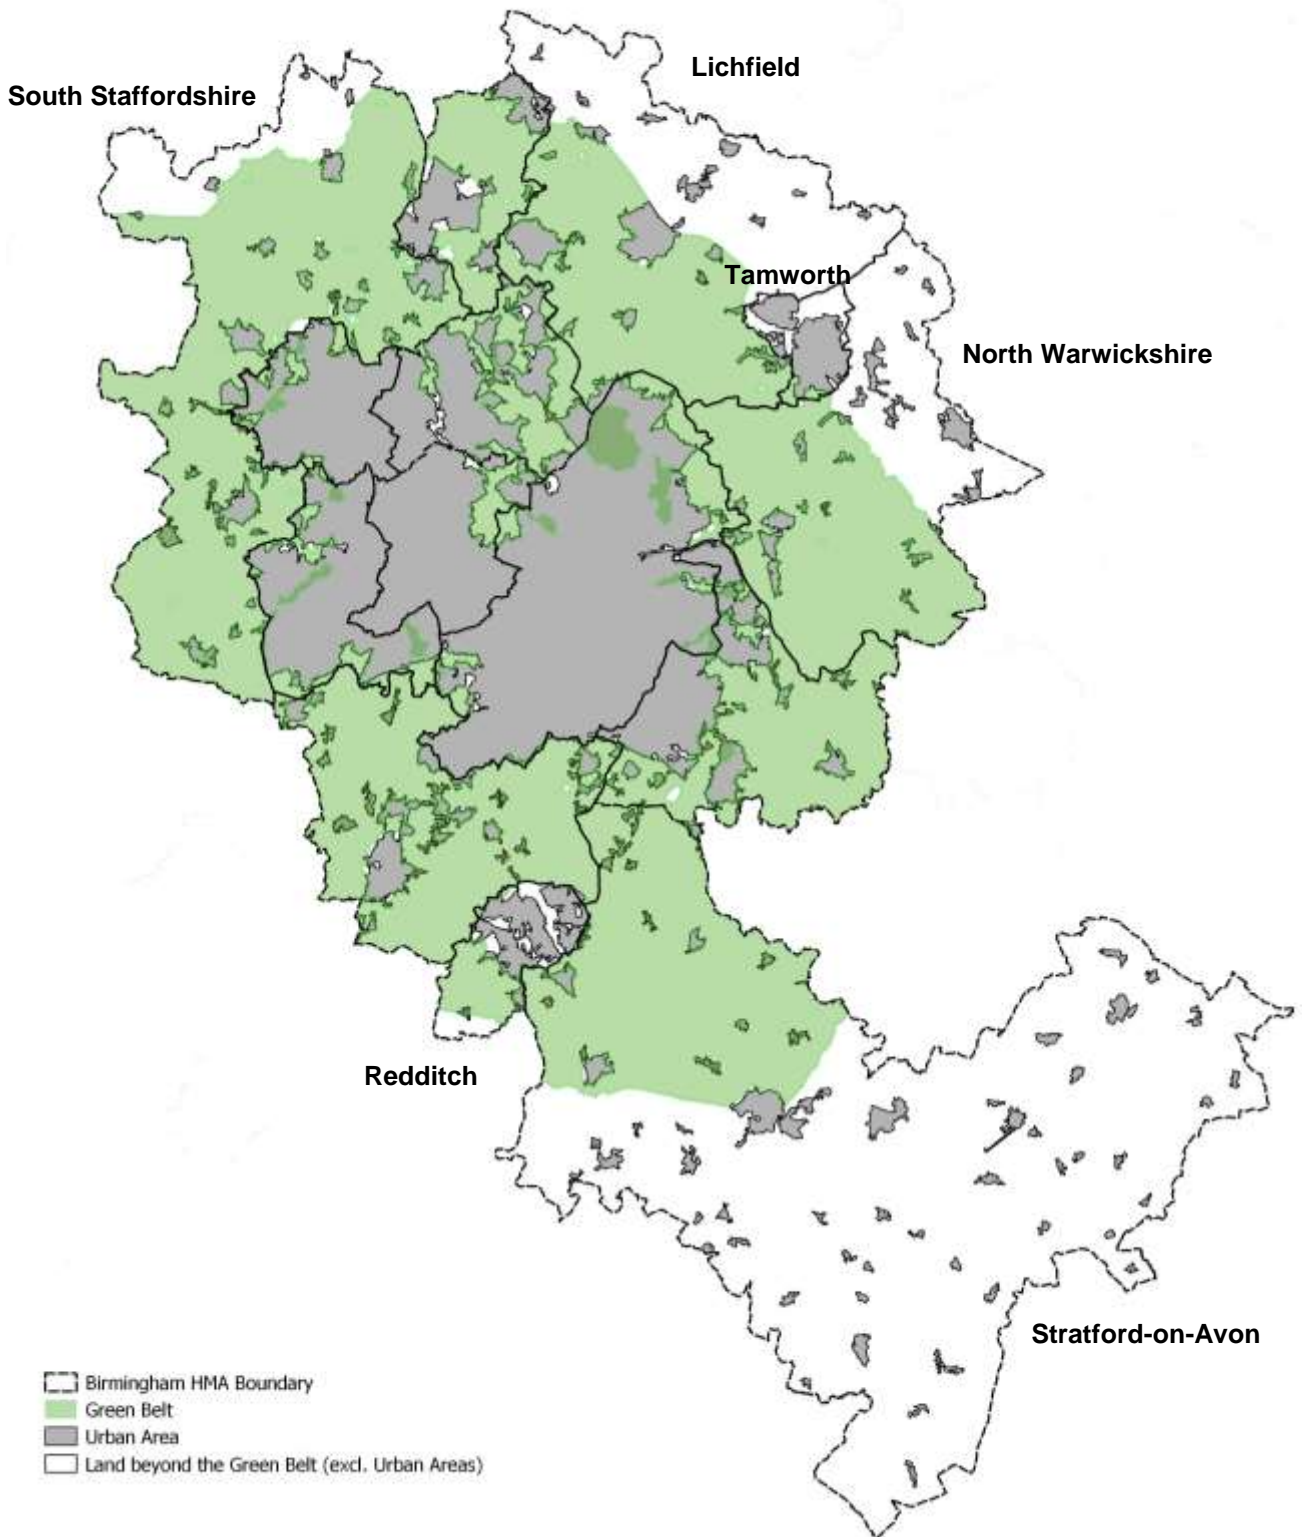 Lichfield
South Staffordshire
Tamworth
North Warwickshire
Redditch
Stratford-on-Avon
Birmingham HMA Boundary
Green Belt
Urban Area
Land beyond the Green Belt (excl. Urban Areas)